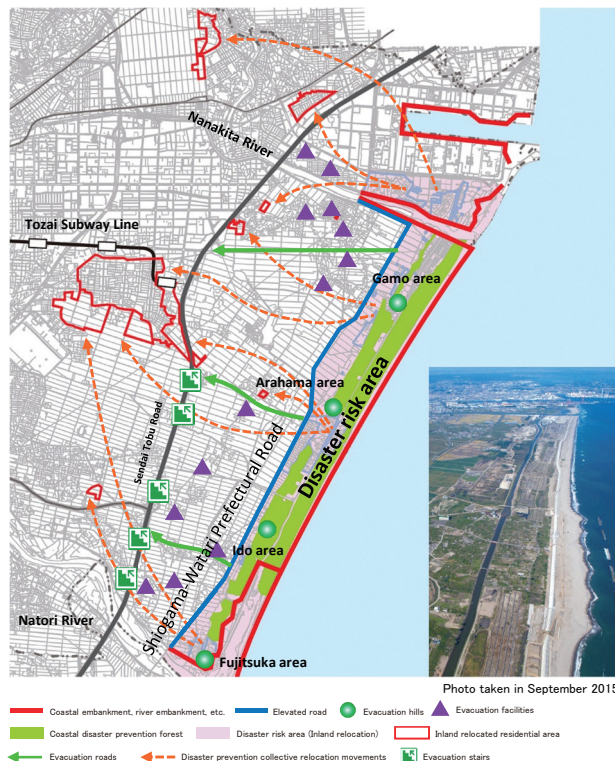 Nanakita River
Tozai Subway Line
Gamo area
Arahama area
Disaster risk area
Sendai Tobu Road
Shiogama-Watari Prefectural Road
Ido area
Natori River
Fujitsuka area
Photo taken in September 2015
Coastal embankment, river embankment, etc.
Elevated road
Evacuation hills
Evacuation facilities
Coastal disaster prevention forest
Disaster risk area (Inland relocation)
Inland relocated residential area
Evacuation roads
Disaster prevention collective relocation movements
Evacuation stairs